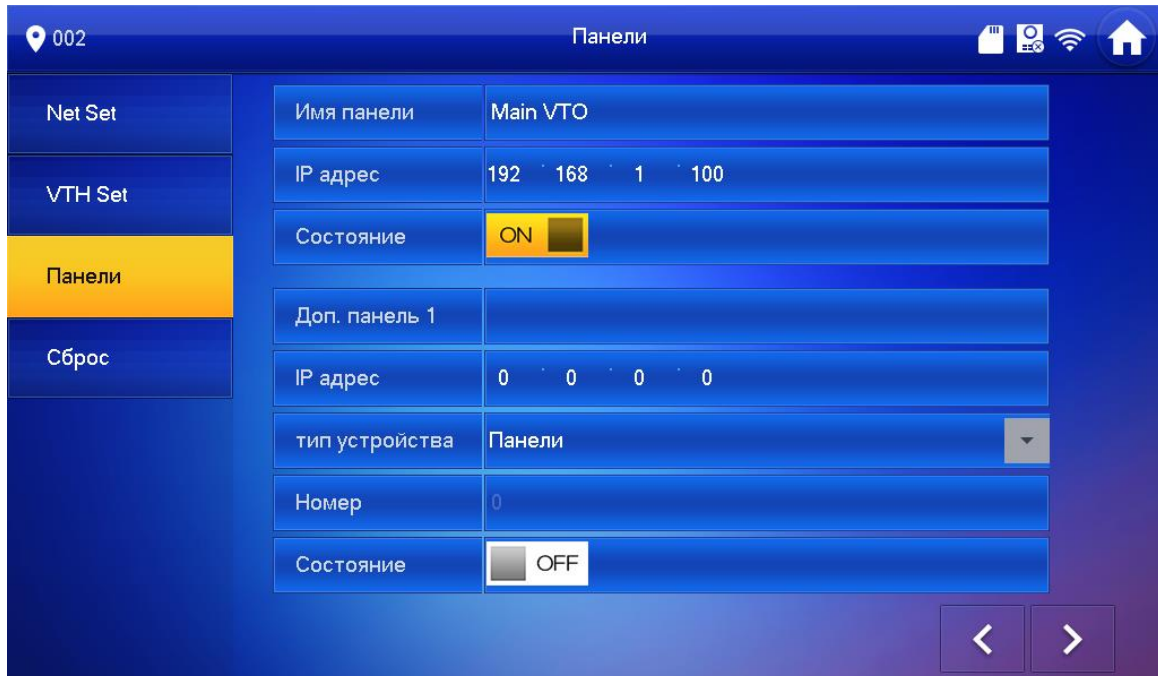 002
Панели
Net Set
VTH Set
Панели
Сброс
Имя панели Main VTO
IP адрес 192 . 168 . 1 . 100
Состояние ON
Доп. панель 1
IP адрес 0 . 0 . 0 . 0
тип устройства Панели
Номер 0
Состояние OFF